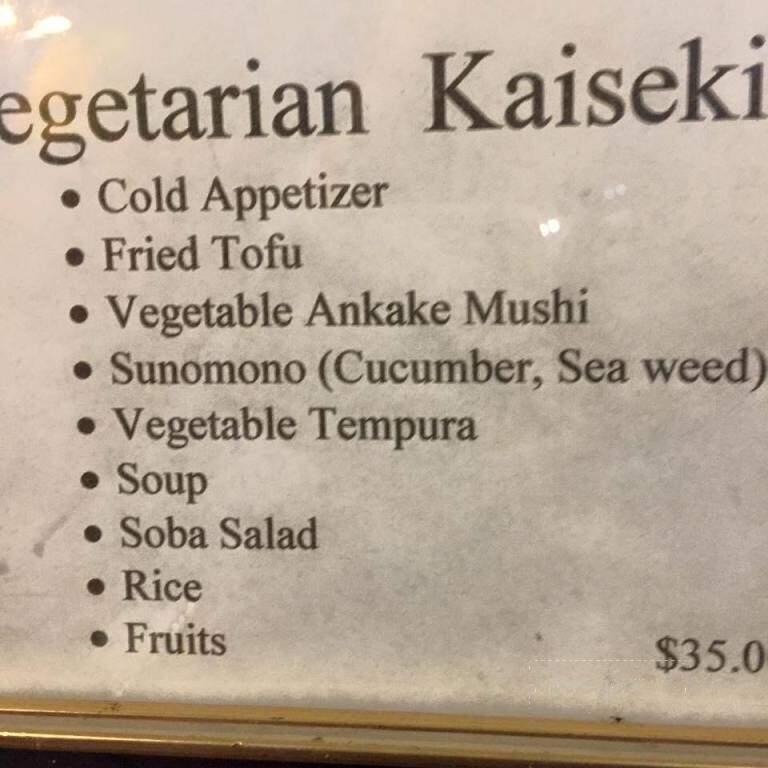 egetarian Kaiseki
• Cold Appetizer
• Fried Tofu
• Vegetable Ankake Mushi
• Sunomono (Cucumber, Sea weed)
• Vegetable Tempura
• Soup
• Soba Salad
• Rice
• Fruits
$35.0